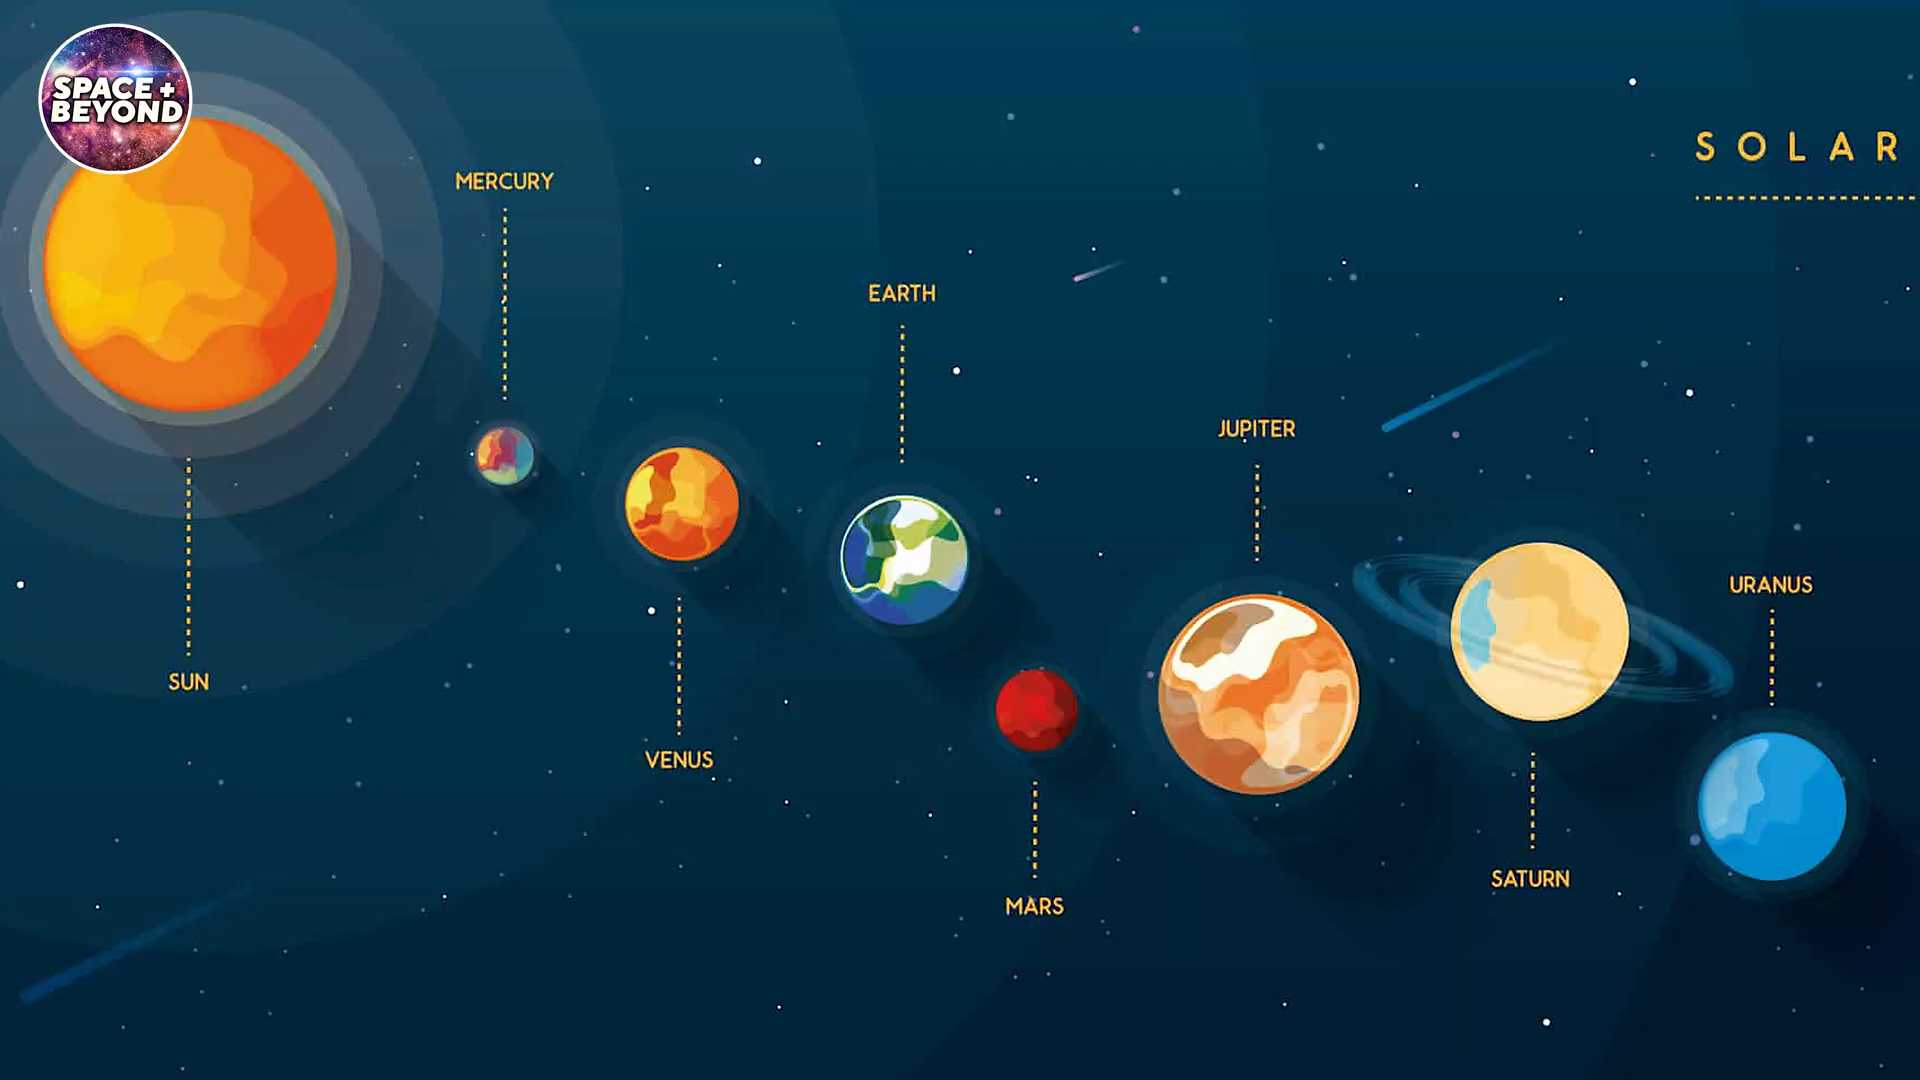 SPACE +
BEYOND
SOLAR
MERCURY
EARTH
JUPITER
URANUS
SUN
VENUS
SATURN
MARS